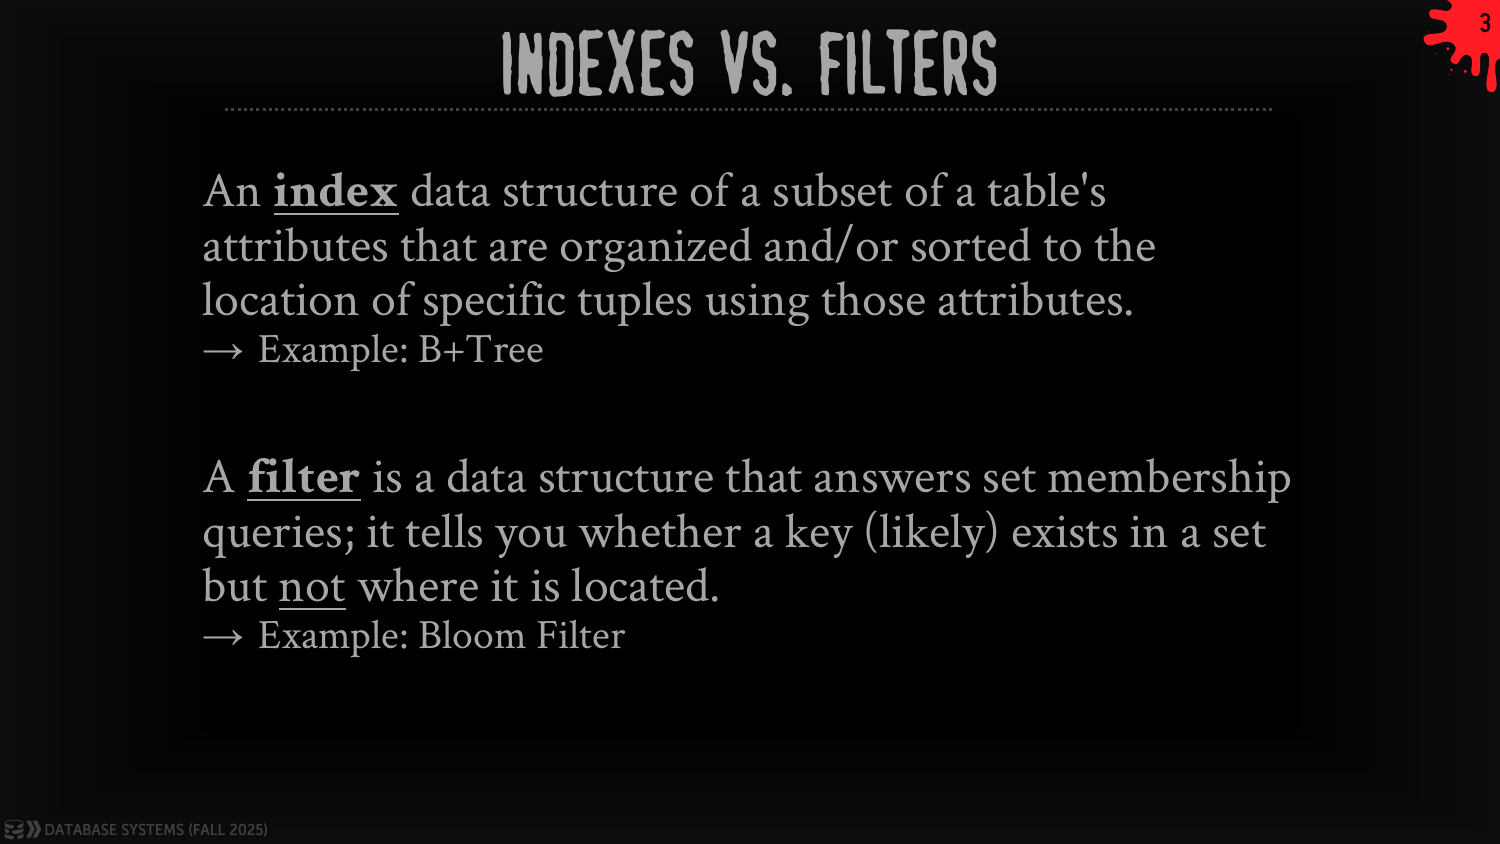 3
INDEXES VS. FILTERS
An index data structure of a subset of a table's
attributes that are organized and/or sorted to the
location of specific tuples using those attributes.
→ Example: B+Tree
A filter is a data structure that answers set membership
queries; it tells you whether a key (likely) exists in a set
but not where it is located.
→ Example: Bloom Filter
DATABASE SYSTEMS (FALL 2025)